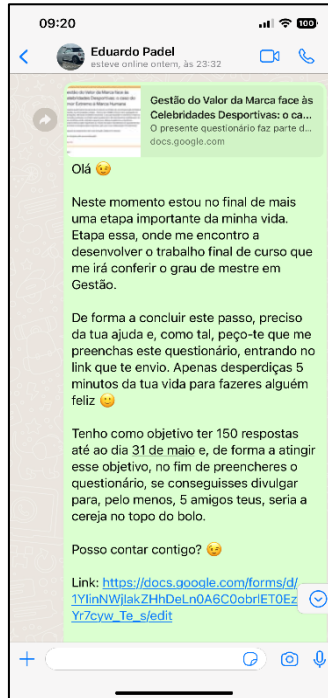 09:20
100
Eduardo Padel
esteve online ontem, às 23:32
Gestão do Valor da Marca face às
Celebridades Desportivas: o ca...
O presente questionário faz parte d...
docs.google.com
Olá 😉
Neste momento estou no final de mais
uma etapa importante da minha vida.
Etapa essa, onde me encontro a
desenvolver o trabalho final de curso que
me irá conferir o grau de mestre em
Gestão.
De forma a concluir este passo, preciso
da tua ajuda e, como tal, peço-te que me
preenchas este questionário, entrando no
link que te envio. Apenas desperdiças 5
minutos da tua vida para fazeres alguém
feliz 🙂
Tenho como objetivo ter 150 respostas
até ao dia 31 de maio e, de forma a atingir
esse objetivo, no fim de preencheres o
questionário, se conseguisses divulgar
para, pelo menos, 5 amigos teus, seria a
cereja no topo do bolo.
Posso contar contigo? 😉
Link: https://docs.google.com/forms/d/
1YlinNWjlakZHhDeLn0A6C0obrlET0Ez
Yr7cyw_Te_s/edit